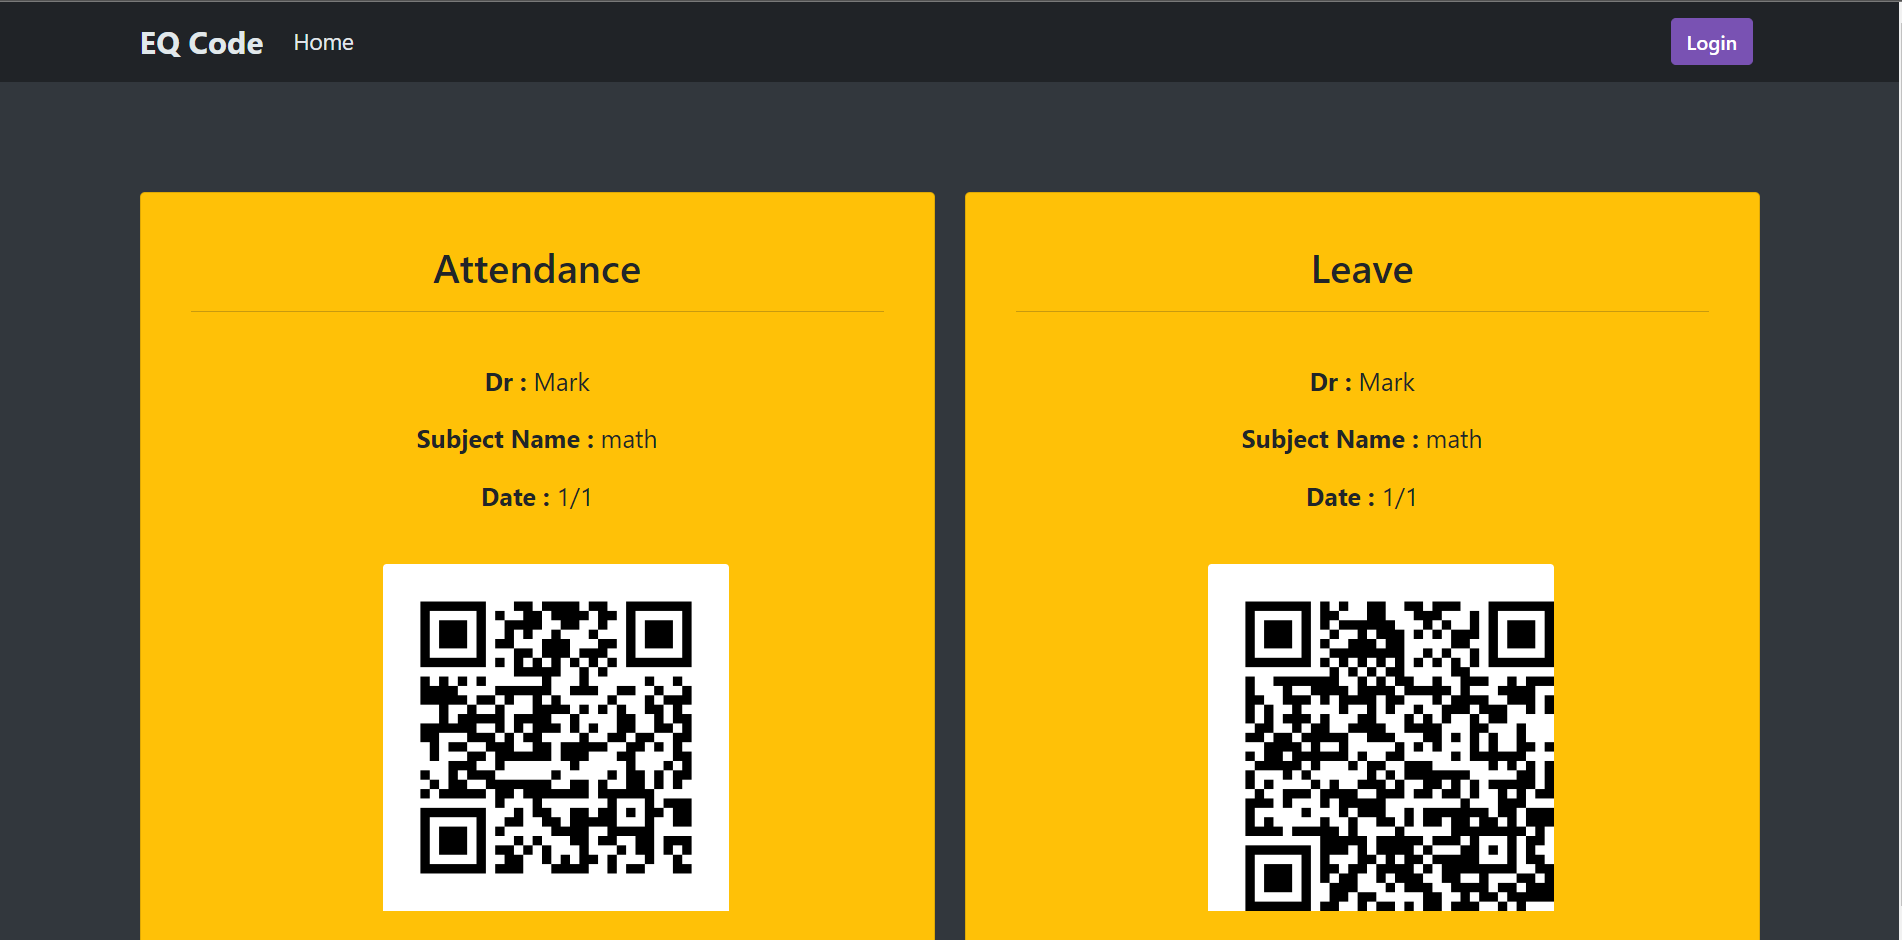 EQ Code Home Login
Attendance
Dr : Mark
Subject Name : math
Date : 1/1
Leave
Dr : Mark
Subject Name : math
Date : 1/1